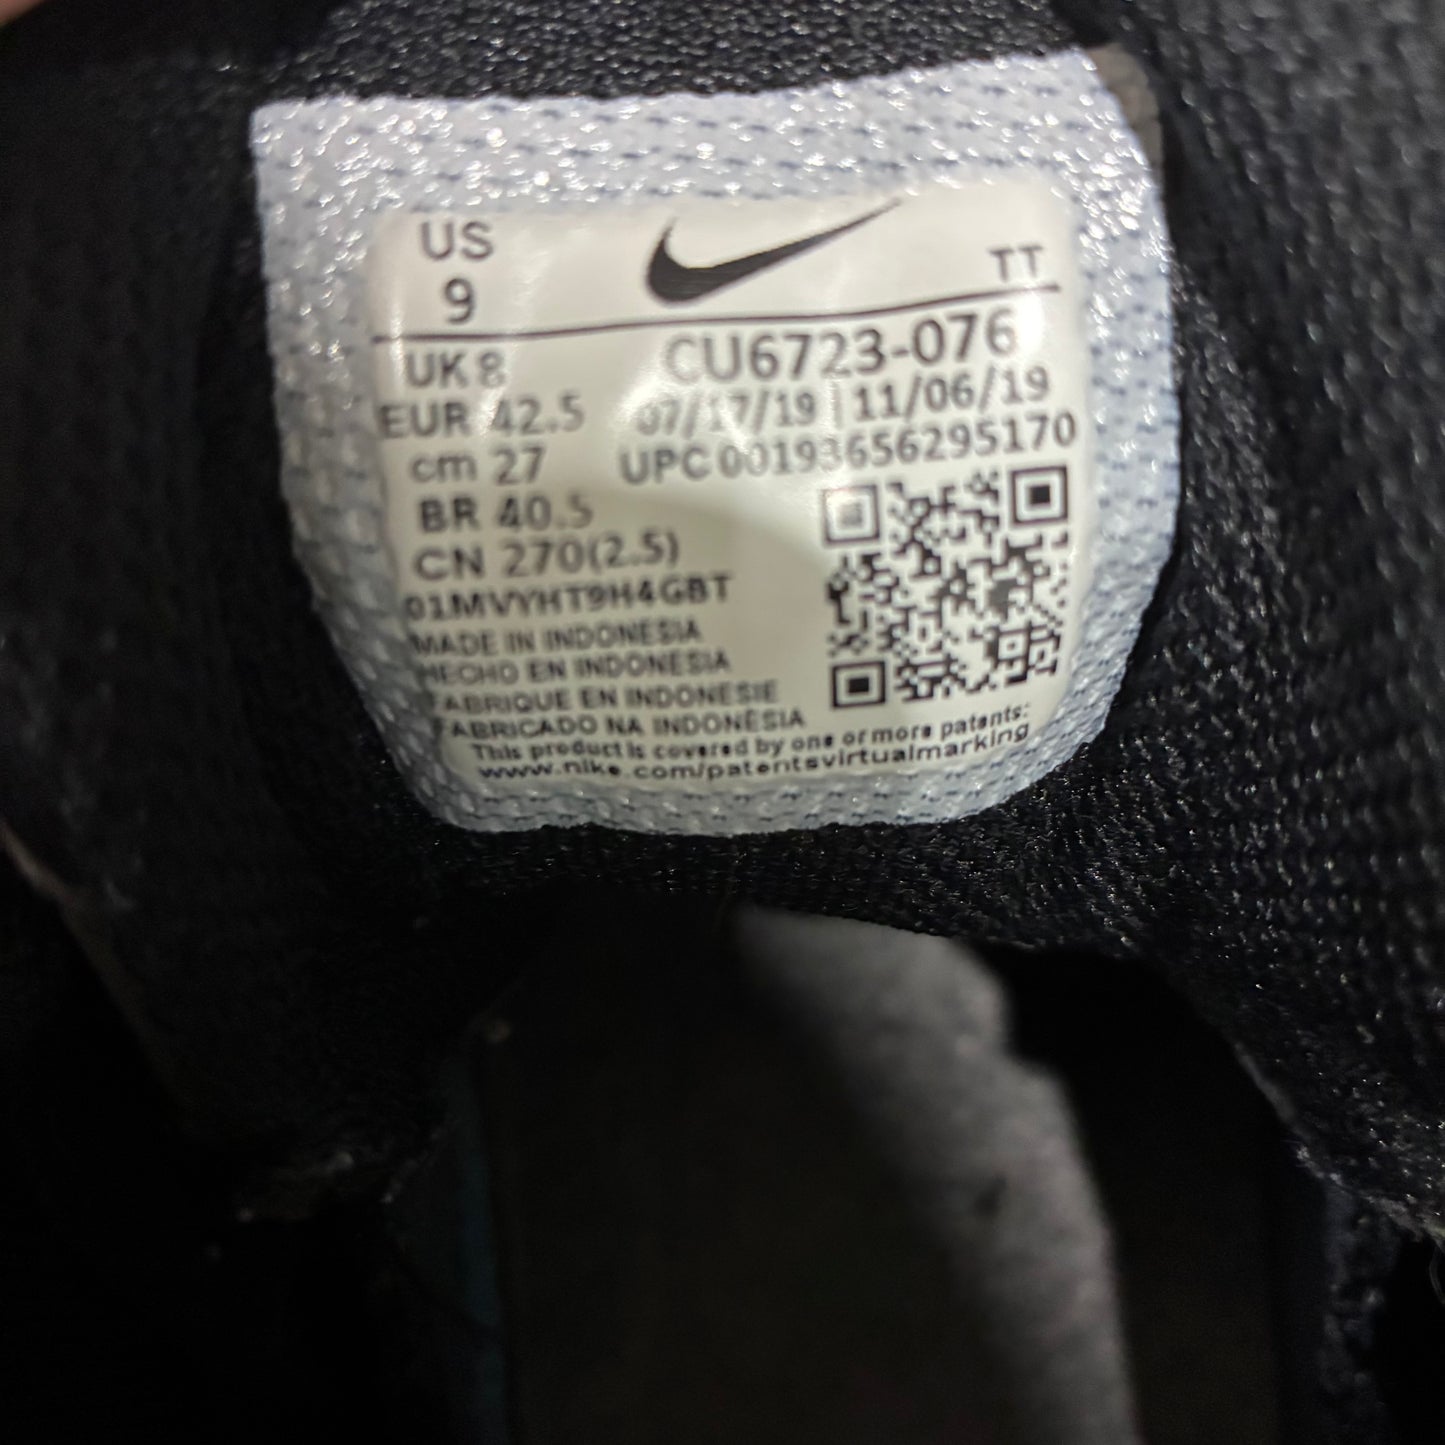 US TT
9
UK 8 CU6723-076
EUR 42.5 07/17/19 | 11/06/19
cm 27 UPC 00193656295170
BR 40.5
CN 270(2.5)
01MVYHT9H4GBT
MADE IN INDONESIA
HECHO EN INDONESIA
FABRIQUE EN INDONESIE
FABRICADO NA INDONÉSIA
This product is covered by one or more patents:
www.nike.com/patentsvirtualmarking